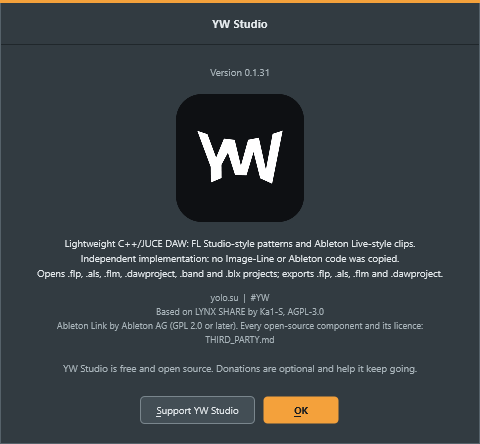 YW Studio
Version 0.1.31
YW
Lightweight C++/JUCE DAW: FL Studio-style patterns and Ableton Live-style clips.
Independent implementation: no Image-Line or Ableton code was copied.
Opens .flp, .als, .flm, .dawproject, .band and .blx projects; exports .flp, .als, .flm and .dawproject.
yolo.su | #YW
Based on LYNX SHARE by Ka1-S, AGPL-3.0
Ableton Link by Ableton AG (GPL 2.0 or later). Every open-source component and its licence:
THIRD_PARTY.md
YW Studio is free and open source. Donations are optional and help it keep going.
Support YW Studio
OK